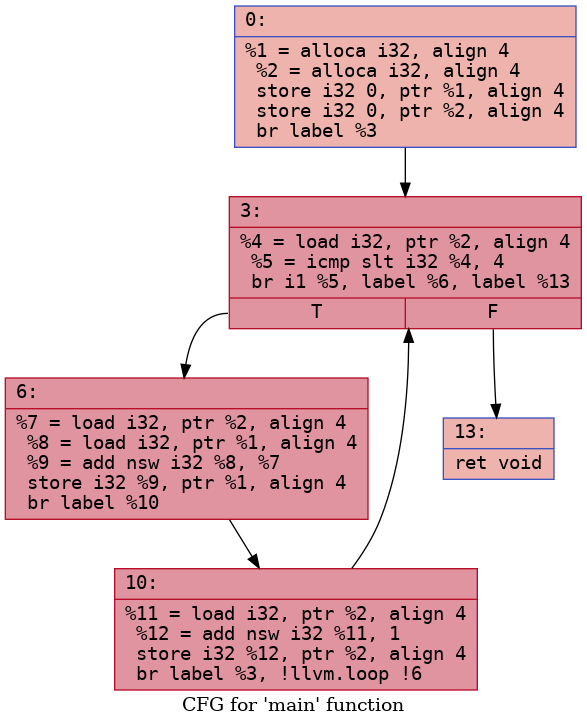 0:
%1 = alloca i32, align 4
%2 = alloca i32, align 4
store i32 0, ptr %1, align 4
store i32 0, ptr %2, align 4
br label %3
3:
%4 = load i32, ptr %2, align 4
%5 = icmp slt i32 %4, 4
br i1 %5, label %6, label %13
T F
6:
%7 = load i32, ptr %2, align 4
%8 = load i32, ptr %1, align 4
%9 = add nsw i32 %8, %7
store i32 %9, ptr %1, align 4
br label %10
13:
ret void
10:
%11 = load i32, ptr %2, align 4
%12 = add nsw i32 %11, 1
store i32 %12, ptr %2, align 4
br label %3, !llvm.loop !6
CFG for 'main' function